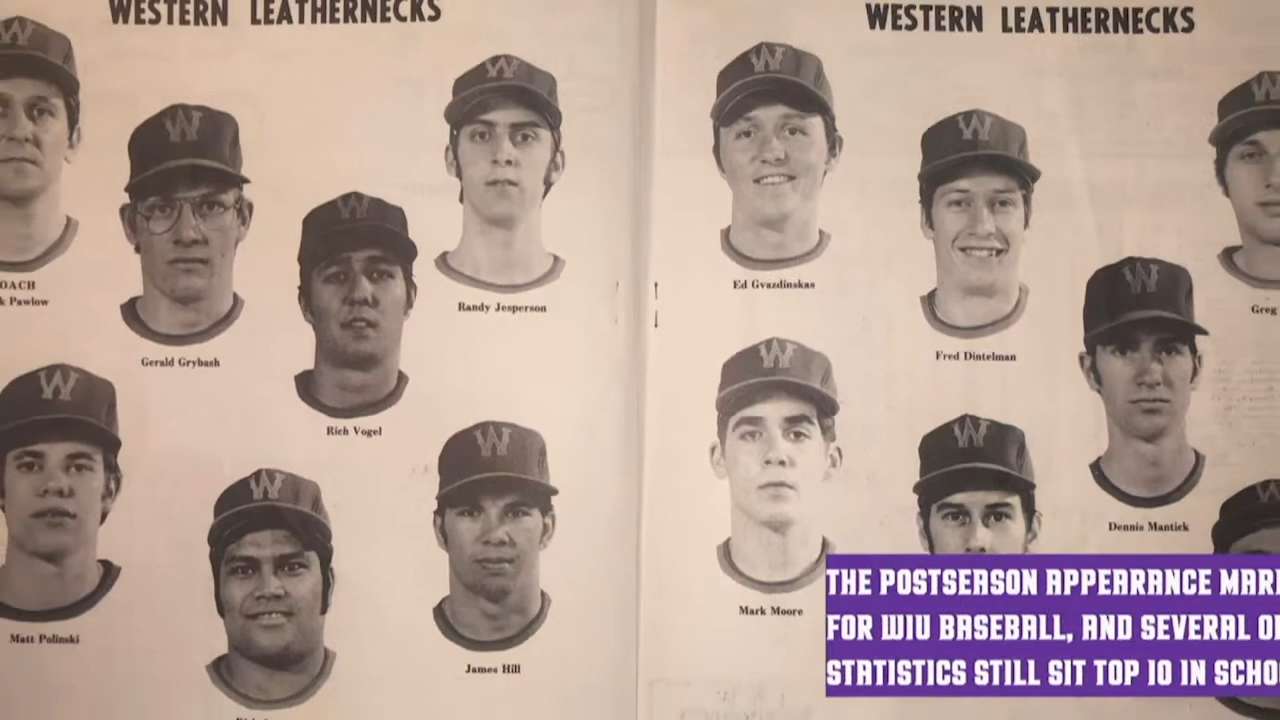 WESTERN LEATHERNECKS
WESTERN LEATHERNECKS
OACH
k Pawlow
Gerald Grybash
Rich Vogel
Randy Jesperson
Matt Polinski
James Hill
Ed Gvazdinskas
Fred Dintelman
Greg
Dennis Mantick
Mark Moore
THE POSTSEASON APPEARANCE MAR
FOR WIU BASEBALL, AND SEVERAL O
STATISTICS STILL SIT TOP 10 IN SCHO